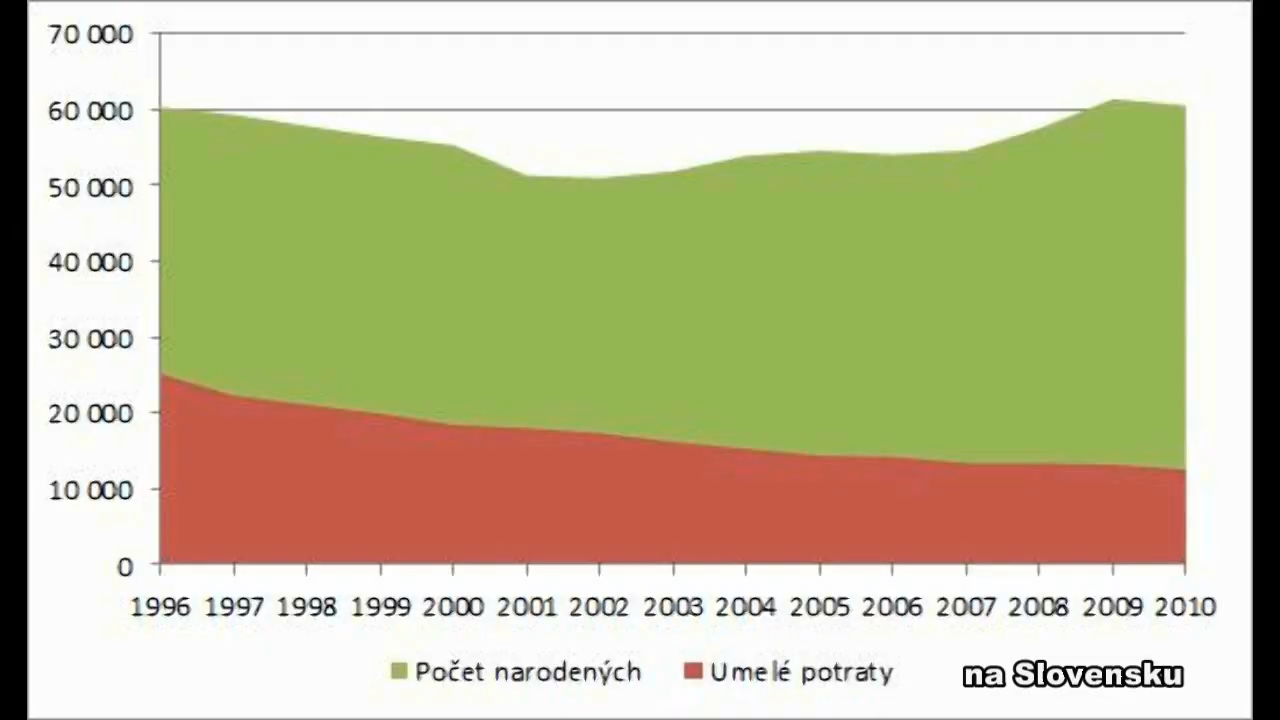 70 000
60 000
50 000
40 000
30 000
20 000
10 000
0
1996 1997 1998 1999 2000 2001 2002 2003 2004 2005 2006 2007 2008 2009 2010
Počet narodených Umelé potraty
na Slovensku